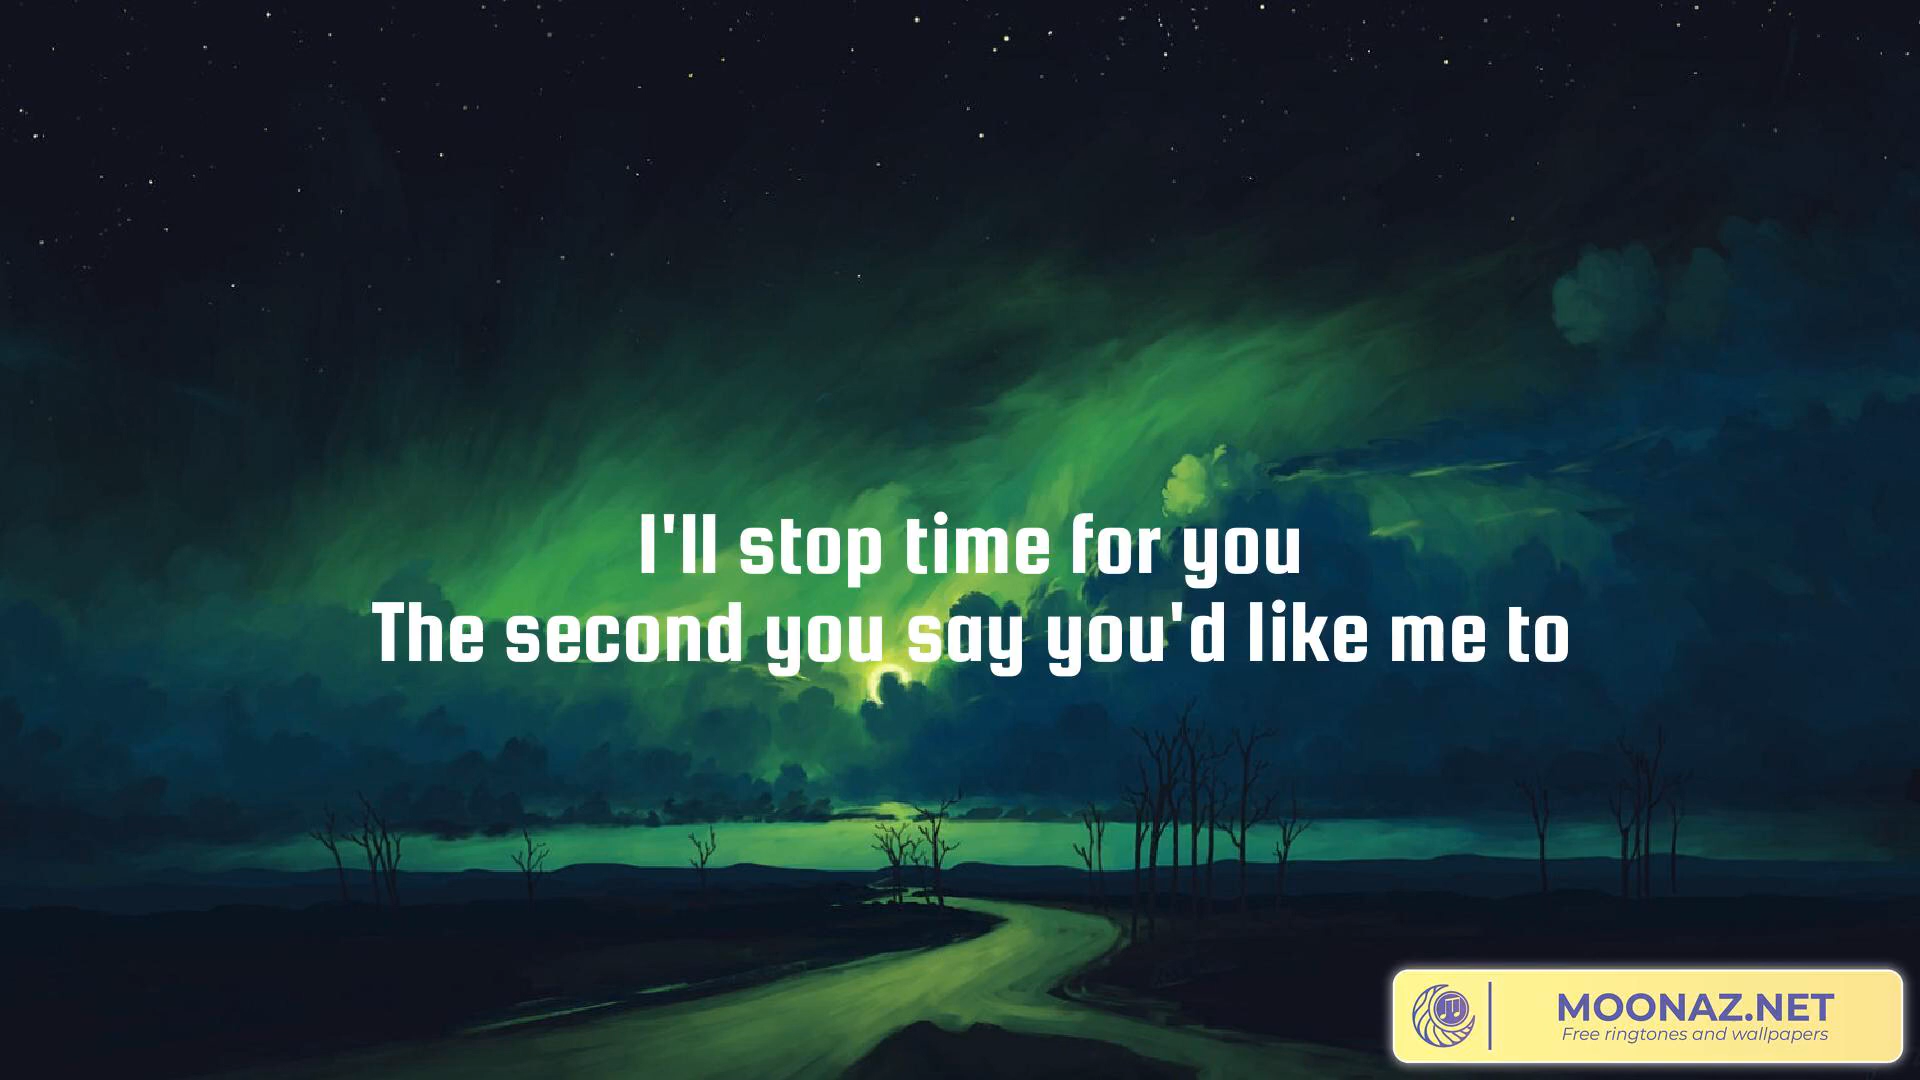 I'll stop time for you
The second you say you'd like me to
MOONAZ.NET
Free ringtones and wallpapers